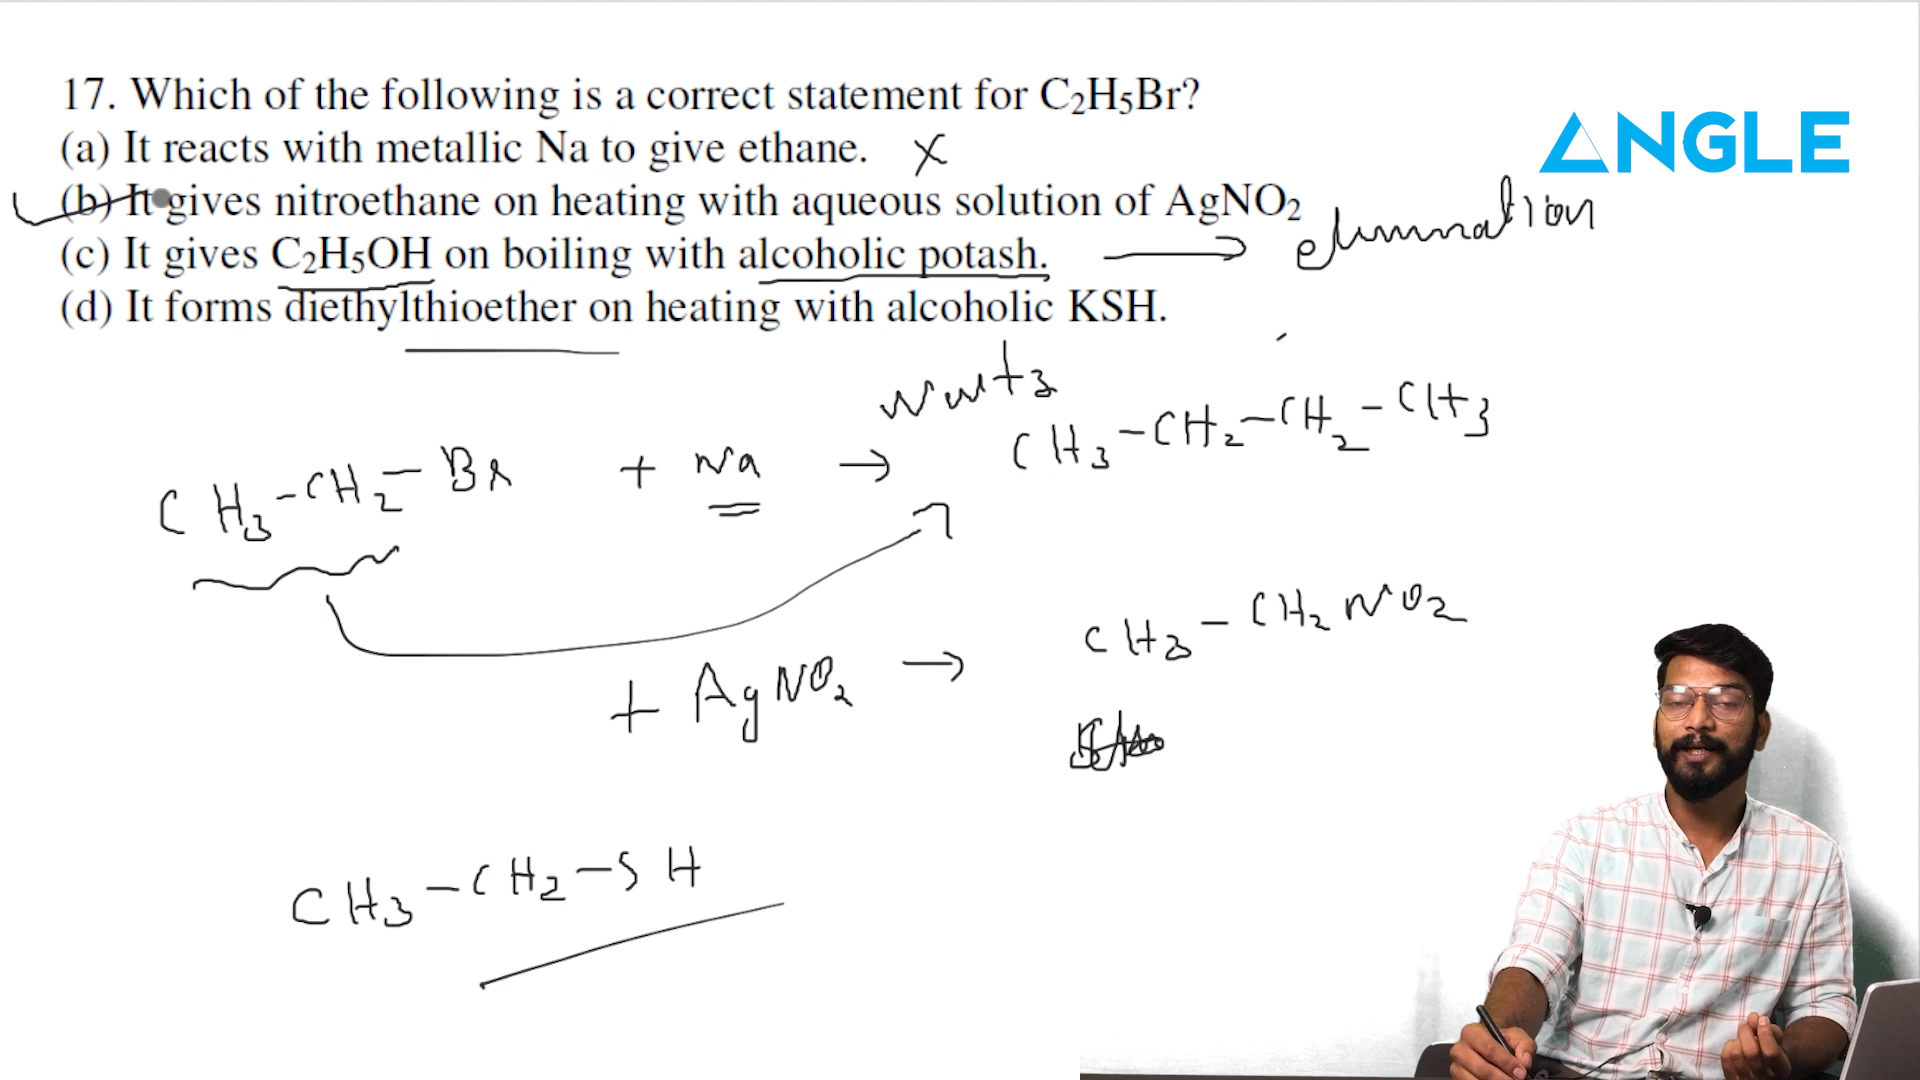 17. Which of the following is a correct statement for C₂H₅Br?
ANGLE
(a) It reacts with metallic Na to give ethane. X
(b) It gives nitroethane on heating with aqueous solution of AgNO₂
(c) It gives C₂H₅OH on boiling with alcoholic potash. → elimination
(d) It forms diethylthioether on heating with alcoholic KSH.
Wurtz
CH₃-CH₂-Br + Na → CH₃-CH₂-CH₂-CH₃
+ AgNO₂ → CH₃-CH₂NO₂
CH₃-CH₂-SH